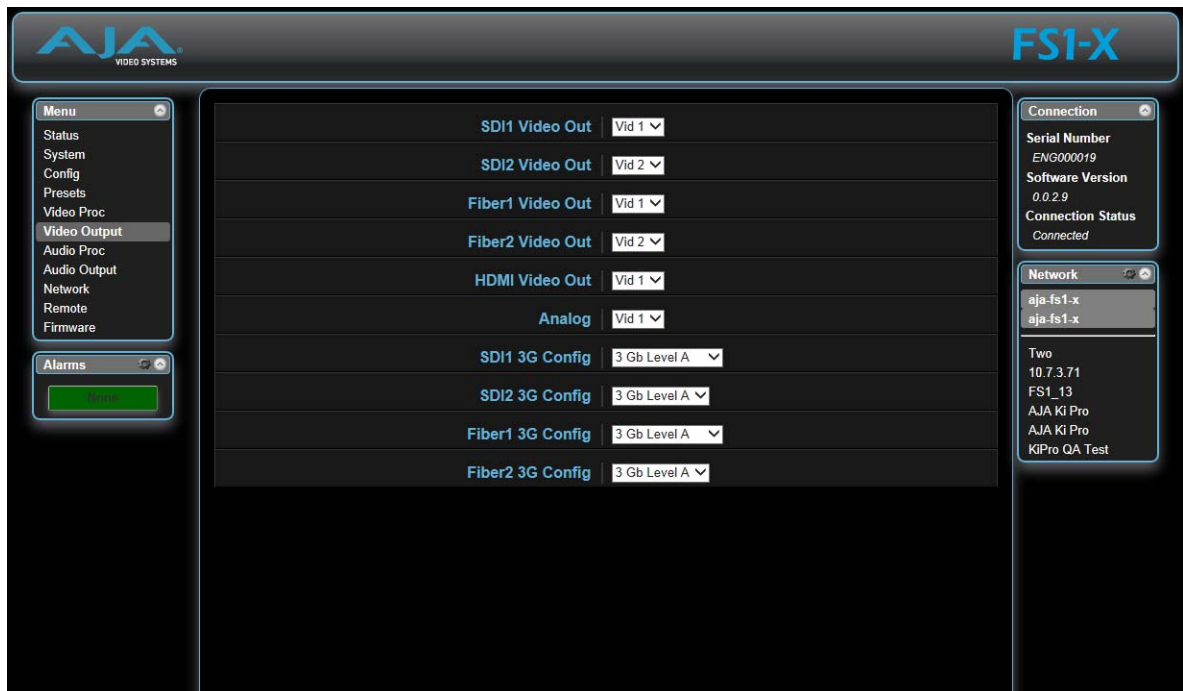 AJA
VIDEO SYSTEMS
FS1-X
Menu
Status
System
Config
Presets
Video Proc
Video Output
Audio Proc
Audio Output
Network
Remote
Firmware
Alarms
None
SDI1 Video Out Vid 1
SDI2 Video Out Vid 2
Fiber1 Video Out Vid 1
Fiber2 Video Out Vid 2
HDMI Video Out Vid 1
Analog Vid 1
SDI1 3G Config 3 Gb Level A
SDI2 3G Config 3 Gb Level A
Fiber1 3G Config 3 Gb Level A
Fiber2 3G Config 3 Gb Level A
Connection
Serial Number
ENG000019
Software Version
0.0.2.9
Connection Status
Connected
Network
aja-fs1-x
aja-fs1-x
Two
10.7.3.71
FS1_13
AJA Ki Pro
AJA Ki Pro
KiPro QA Test